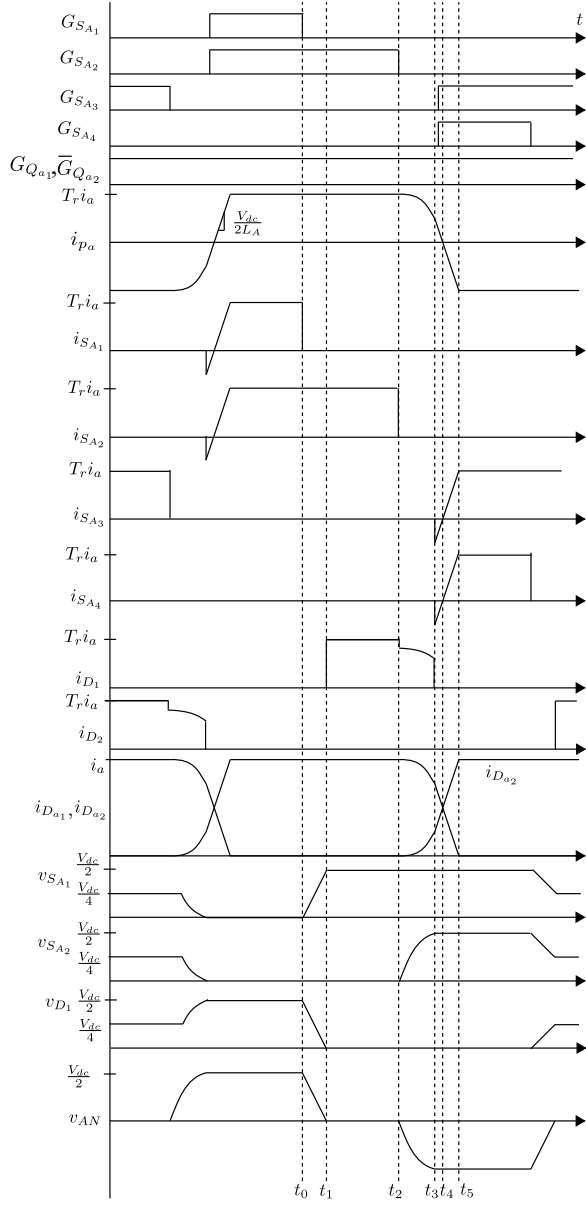 t
G_{S_{A_1}}
G_{S_{A_2}}
G_{S_{A_3}}
G_{S_{A_4}}
G_{Q_{a_1}}, \overline{G}_{Q_{a_2}}
T_r i_a
\frac{V_{dc}}{2L_A}
i_{p_a}
T_r i_a
i_{S_{A_1}}
T_r i_a
i_{S_{A_2}}
T_r i_a
i_{S_{A_3}}
T_r i_a
i_{S_{A_4}}
T_r i_a
i_{D_1}
T_r i_a
i_{D_2}
i_a
i_{D_{a_2}}
i_{D_{a_1}}, i_{D_{a_2}}
\frac{V_{dc}}{2}
v_{S_{A_1}} \frac{V_{dc}}{4}
v_{S_{A_2}} \frac{V_{dc}}{2}
\frac{V_{dc}}{4}
v_{D_1} \frac{V_{dc}}{2}
\frac{V_{dc}}{4}
\frac{V_{dc}}{2}
v_{AN}
t_0 t_1 t_2 t_3 t_4 t_5